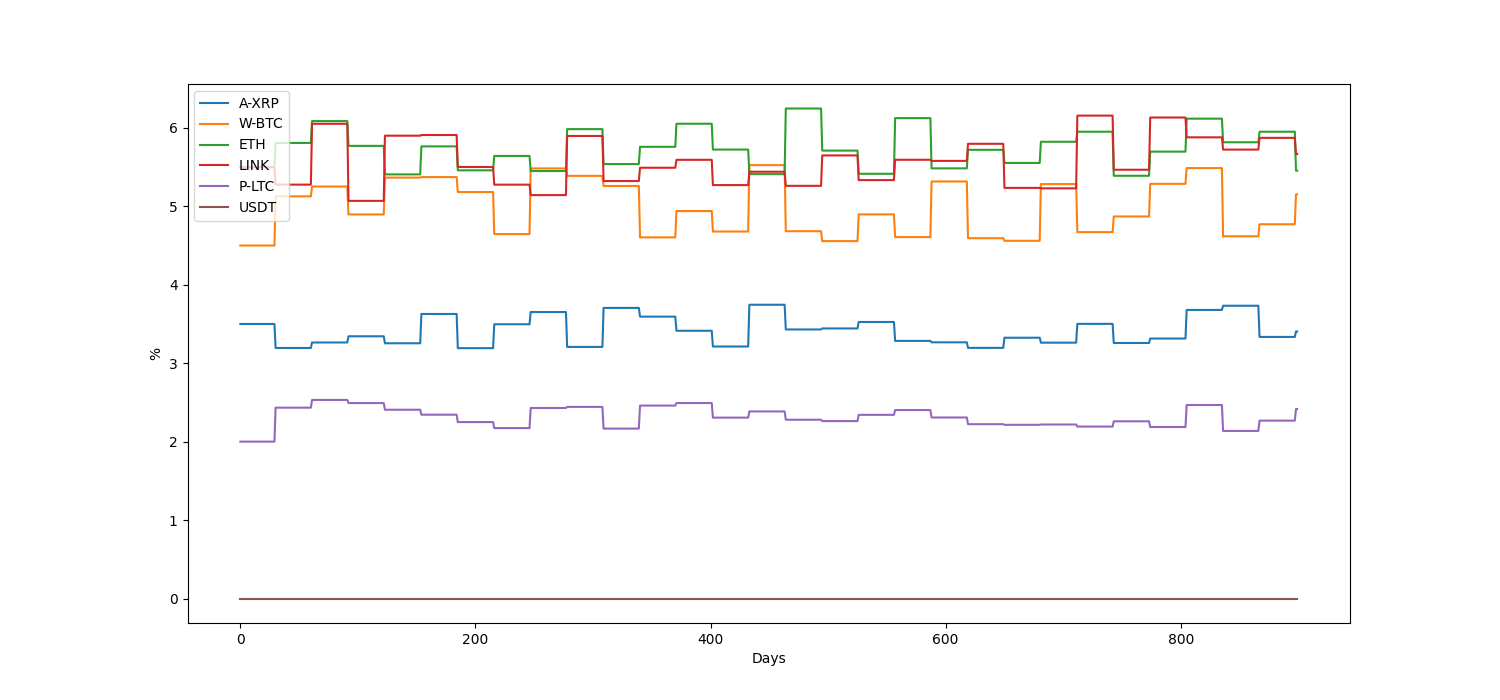 A-XRP
W-BTC
ETH
LINK
P-LTC
USDT
6
5
4
3
2
1
0
%
0 200 400 600 800
Days